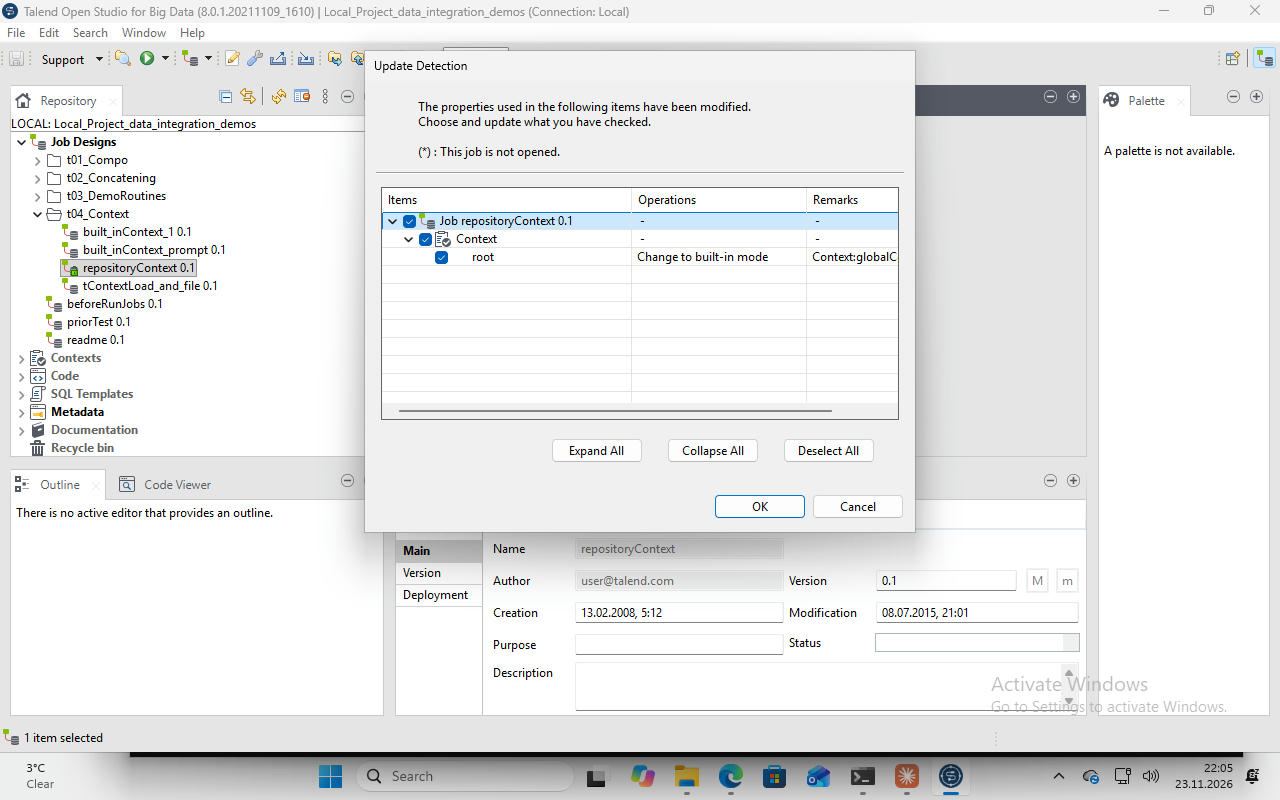 Talend Open Studio for Big Data (8.0.1.20211109_1610) | Local_Project_data_integration_demos (Connection: Local)
File Edit Search Window Help
Support
Repository
LOCAL: Local_Project_data_integration_demos
Job Designs
t01_Compo
t02_Concatening
t03_DemoRoutines
t04_Context
built_inContext_1 0.1
built_inContext_prompt 0.1
repositoryContext 0.1
tContextLoad_and_file 0.1
beforeRunJobs 0.1
priorTest 0.1
readme 0.1
Contexts
Code
SQL Templates
Metadata
Documentation
Recycle bin
Outline
Code Viewer
There is no active editor that provides an outline.
Update Detection
The properties used in the following items have been modified.
Choose and update what you have checked.
(*) : This job is not opened.
Items Operations Remarks
Job repositoryContext 0.1 - -
Context - -
root Change to built-in mode Context:globalC
Expand All Collapse All Deselect All
OK Cancel
Palette
A palette is not available.
Main
Version
Deployment
Name repositoryContext
Author user@talend.com Version 0.1 M m
Creation 13.02.2008, 5:12 Modification 08.07.2015, 21:01
Purpose Status
Description
Activate Windows
Go to Settings to activate Windows.
1 item selected
3°C
Clear
Search
22:05
23.11.2026